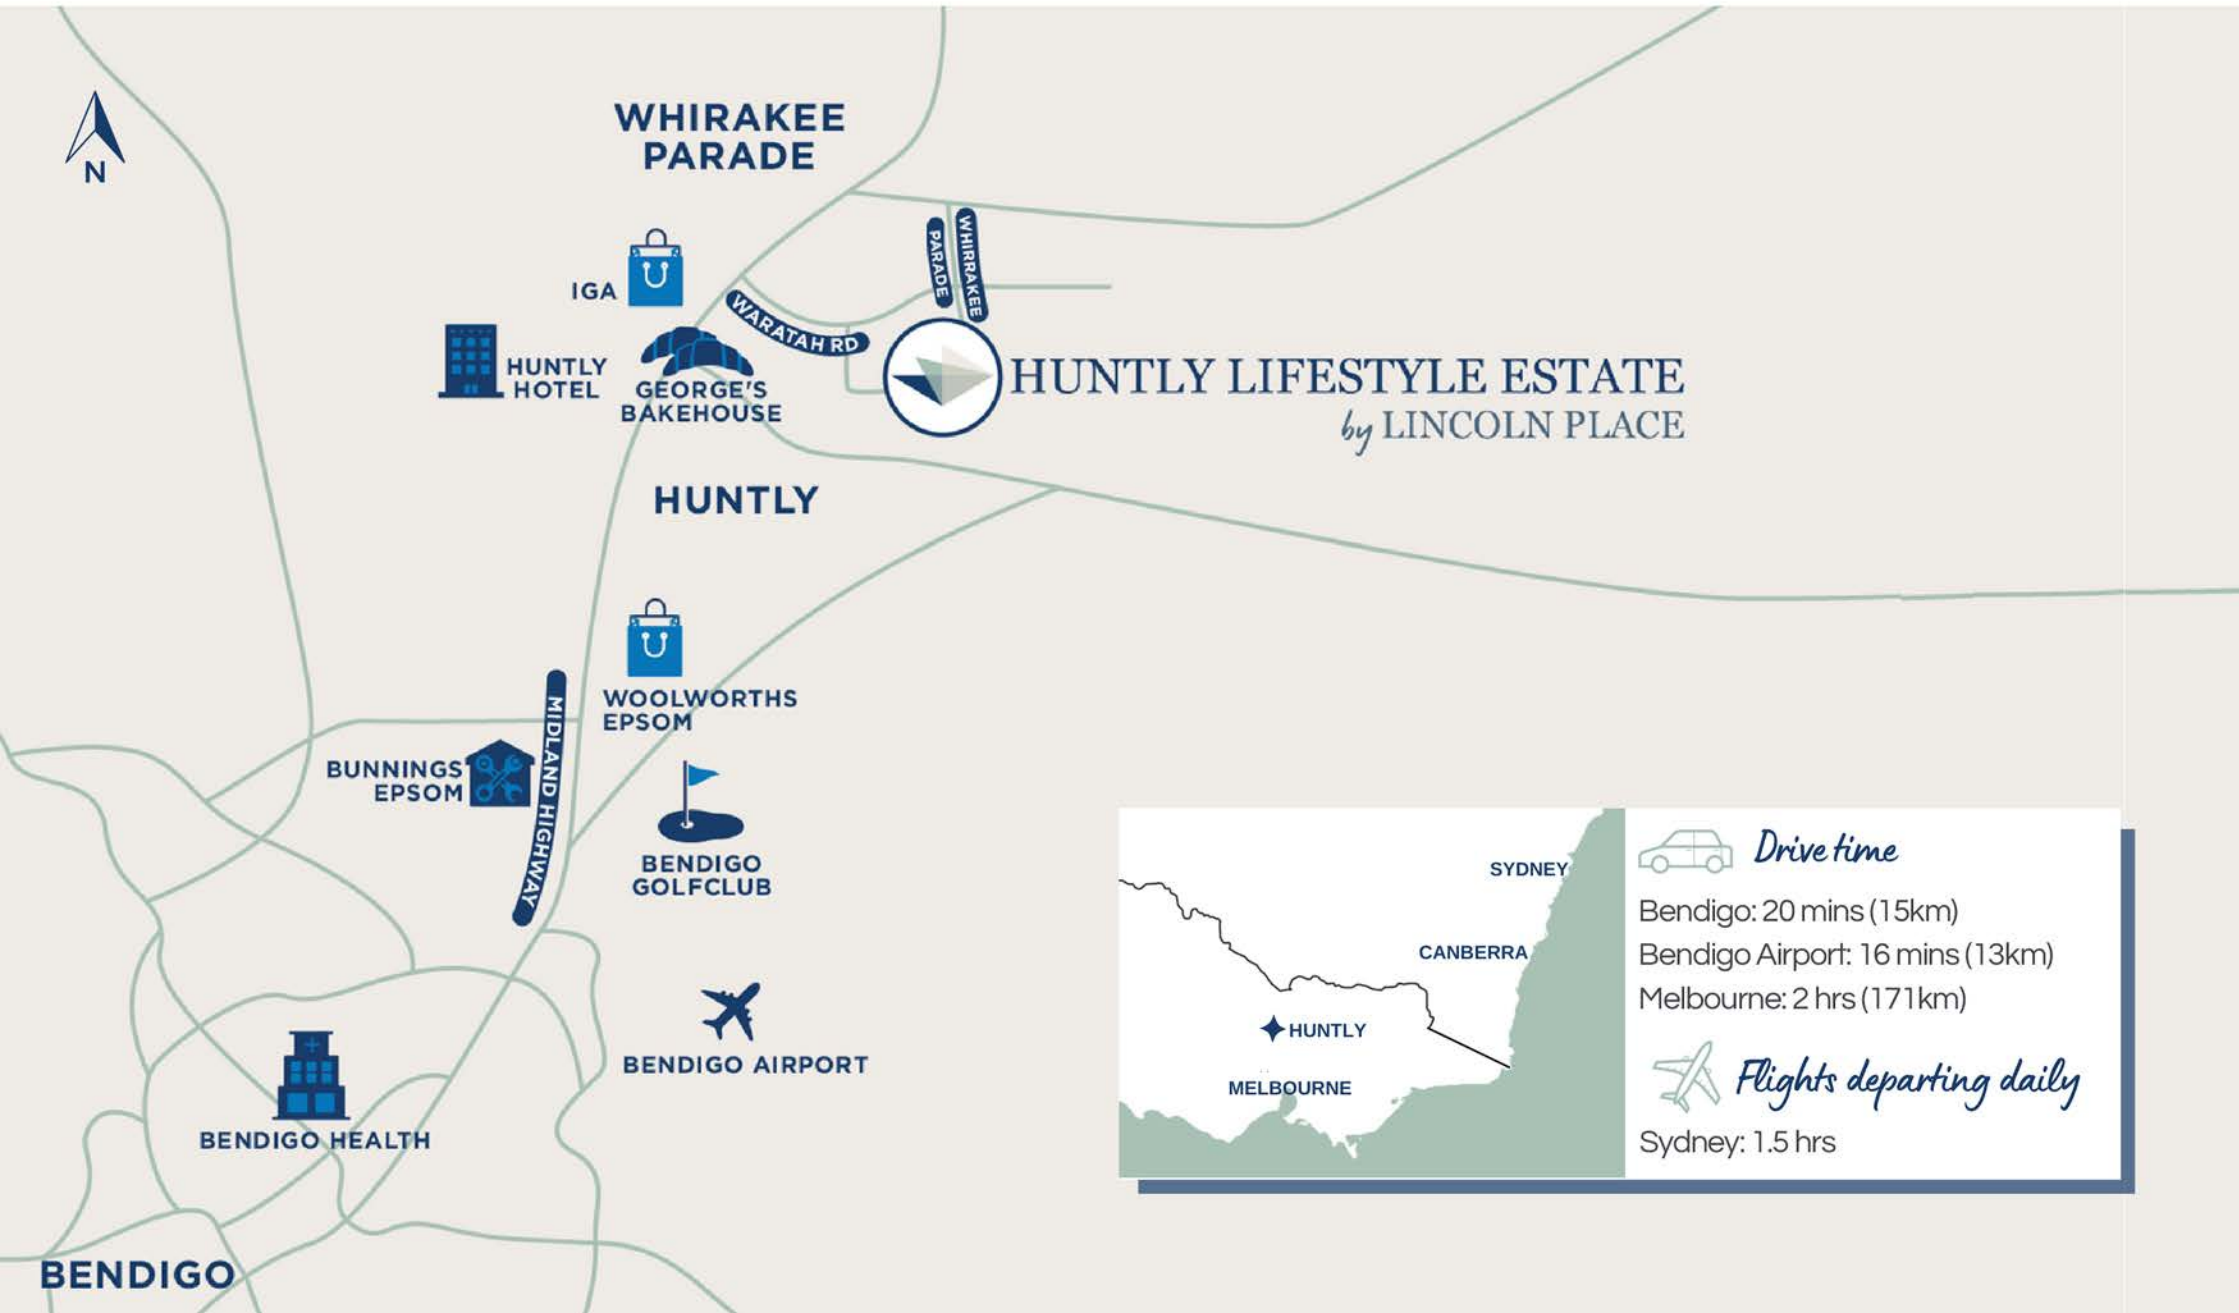 N
WHIRAKEE
PARADE
IGA
HUNTLY
HOTEL
GEORGE'S
BAKEHOUSE
WARATAH RD
PARADE
WHIRRAKEE
HUNTLY LIFESTYLE ESTATE
by LINCOLN PLACE
HUNTLY
WOOLWORTHS
EPSOM
MIDLAND HIGHWAY
BUNNINGS
EPSOM
BENDIGO
GOLFCLUB
BENDIGO AIRPORT
BENDIGO HEALTH
BENDIGO
SYDNEY
CANBERRA
HUNTLY
MELBOURNE
Drive time
Bendigo: 20 mins (15km)
Bendigo Airport: 16 mins (13km)
Melbourne: 2 hrs (171km)
Flights departing daily
Sydney: 1.5 hrs